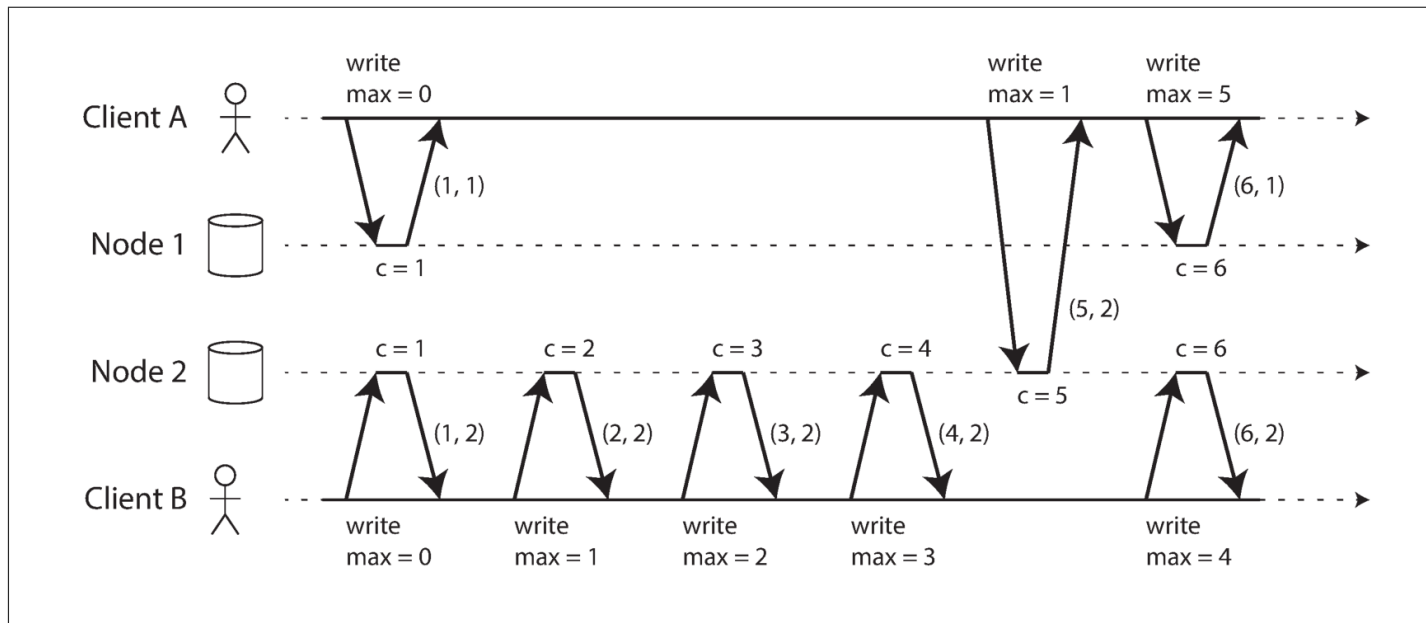 write write write
max = 0 max = 1 max = 5
Client A
(1, 1) (6, 1)
Node 1
c = 1 c = 6
(5, 2)
c = 1 c = 2 c = 3 c = 4 c = 6
Node 2
c = 5
(1, 2) (2, 2) (3, 2) (4, 2) (6, 2)
Client B
write write write write write
max = 0 max = 1 max = 2 max = 3 max = 4